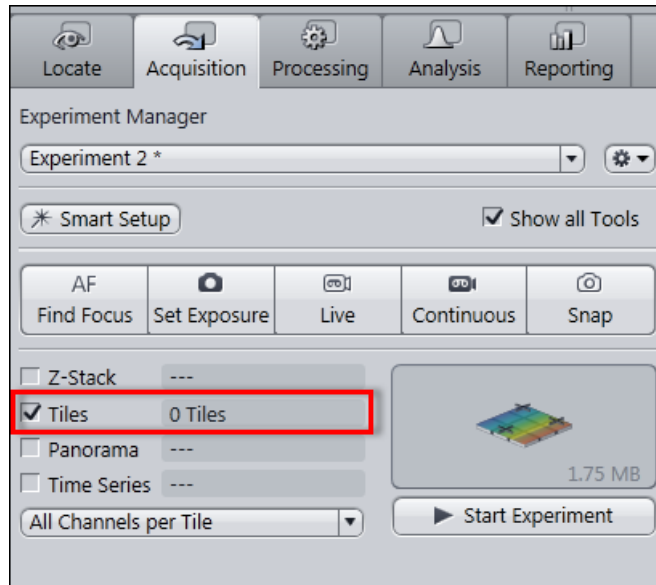 Locate Acquisition Processing Analysis Reporting
Experiment Manager
Experiment 2 *
Smart Setup Show all Tools
AF
Find Focus Set Exposure Live Continuous Snap
Z-Stack ---
Tiles 0 Tiles
Panorama ---
Time Series ---
1.75 MB
All Channels per Tile Start Experiment